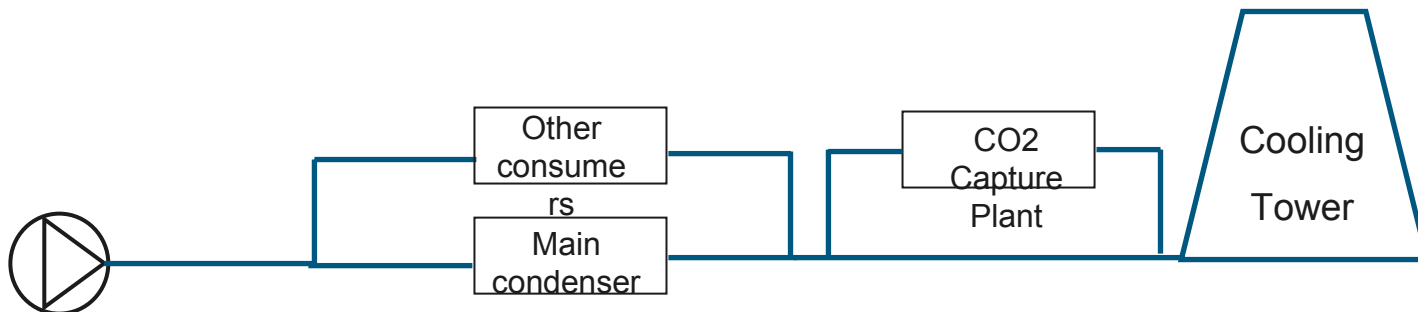 Other
consume
rs
Main
condenser
CO2
Capture
Plant
Cooling
Tower